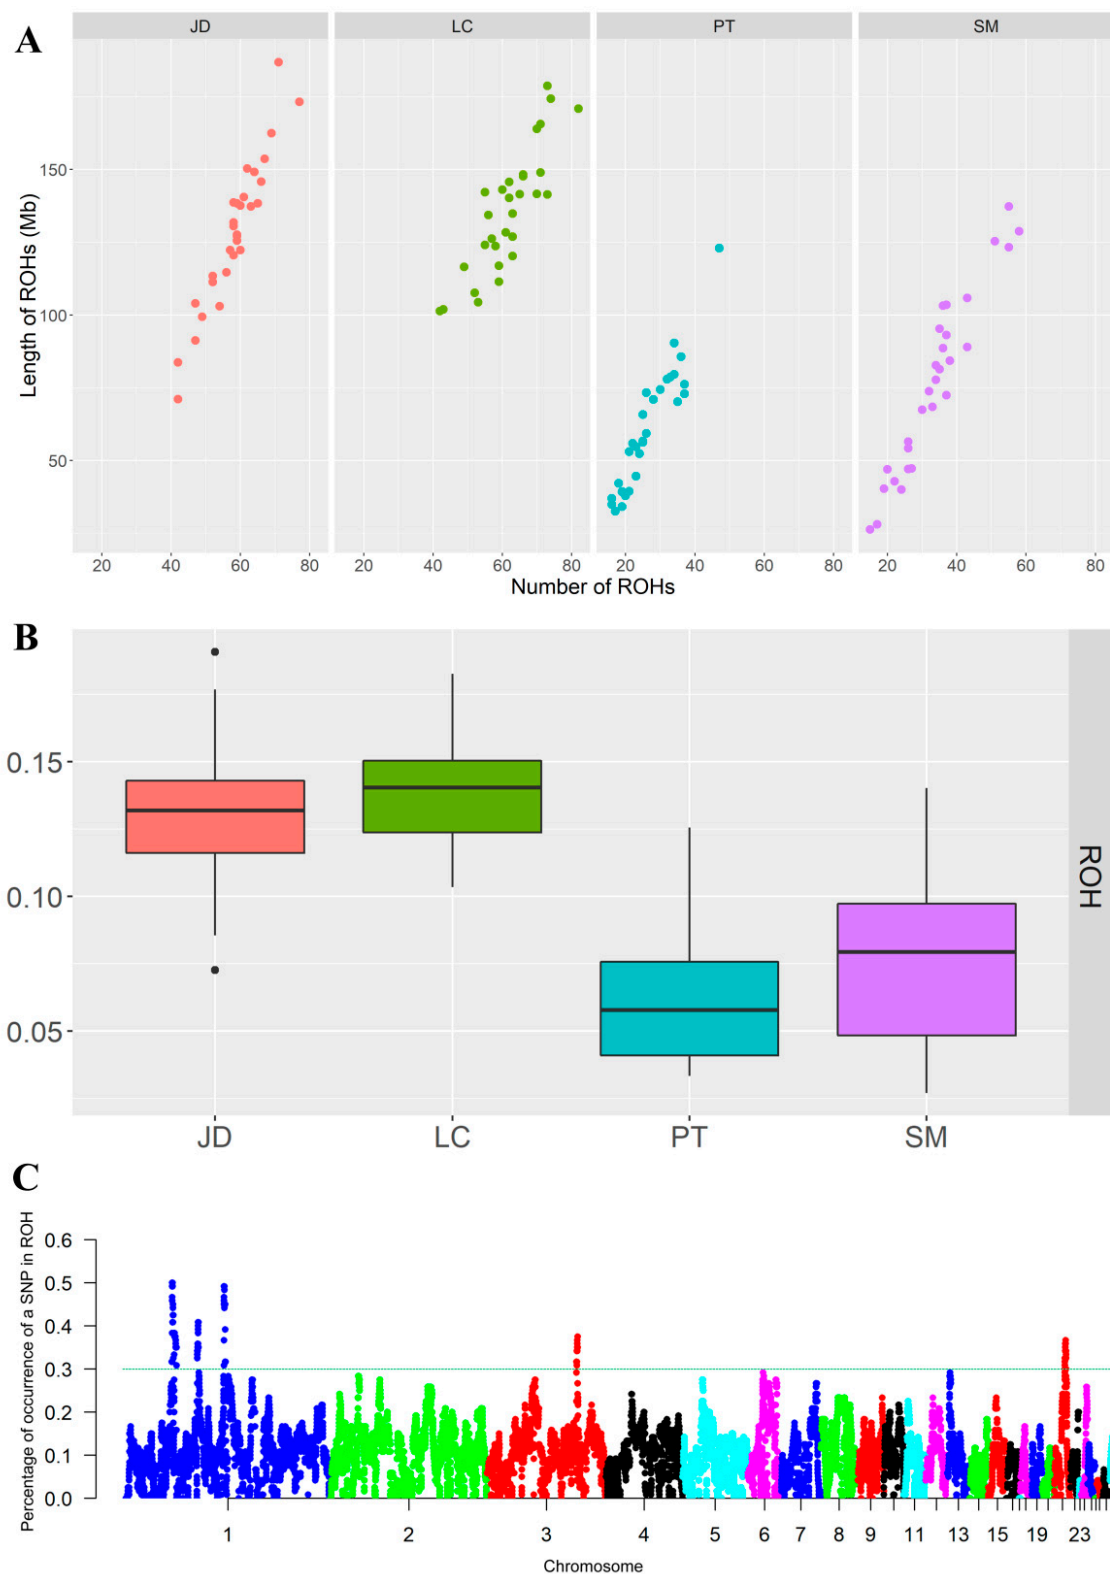 A
JD LC PT SM
Length of ROHs (Mb)
150
100
50
20 40 60 80 20 40 60 80 20 40 60 80 20 40 60 80
Number of ROHs
B
0.15
0.10
0.05
ROH
JD LC PT SM
C
Percentage of occurrence of a SNP in ROH
0.6
0.5
0.4
0.3
0.2
0.1
0.0
1 2 3 4 5 6 7 8 9 11 13 15 19 23
Chromosome